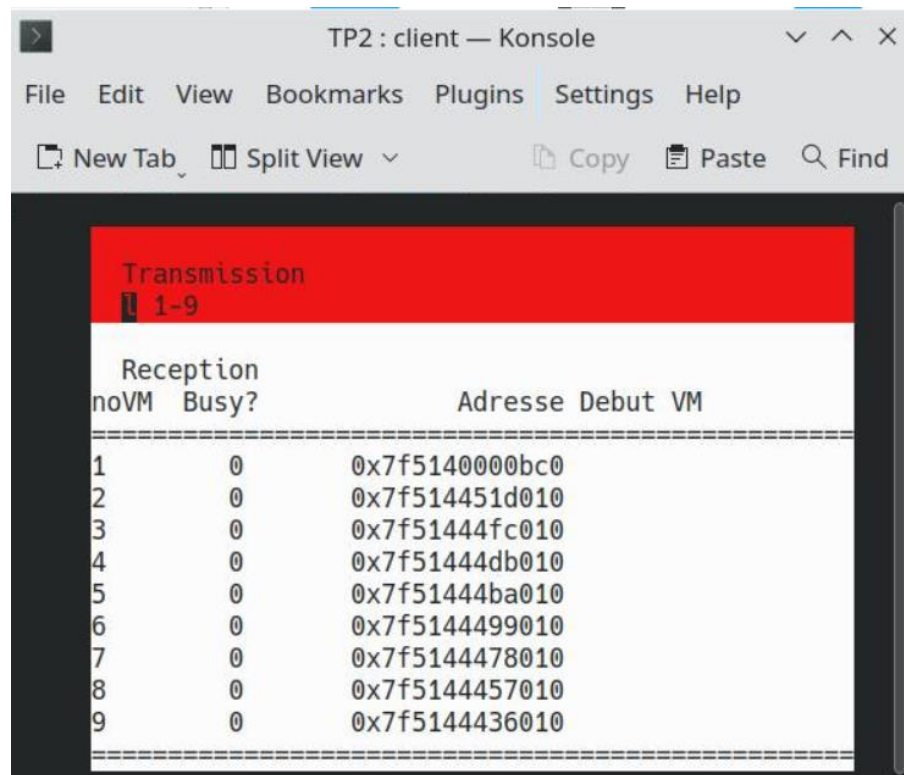 TP2 : client — Konsole
File Edit View Bookmarks Plugins Settings Help
New Tab Split View Copy Paste Find
Transmission
l 1-9
Reception
noVM Busy? Adresse Debut VM
==================================================
1 0 0x7f5140000bc0
2 0 0x7f514451d010
3 0 0x7f51444fc010
4 0 0x7f51444db010
5 0 0x7f51444ba010
6 0 0x7f5144499010
7 0 0x7f5144478010
8 0 0x7f5144457010
9 0 0x7f5144436010
==================================================